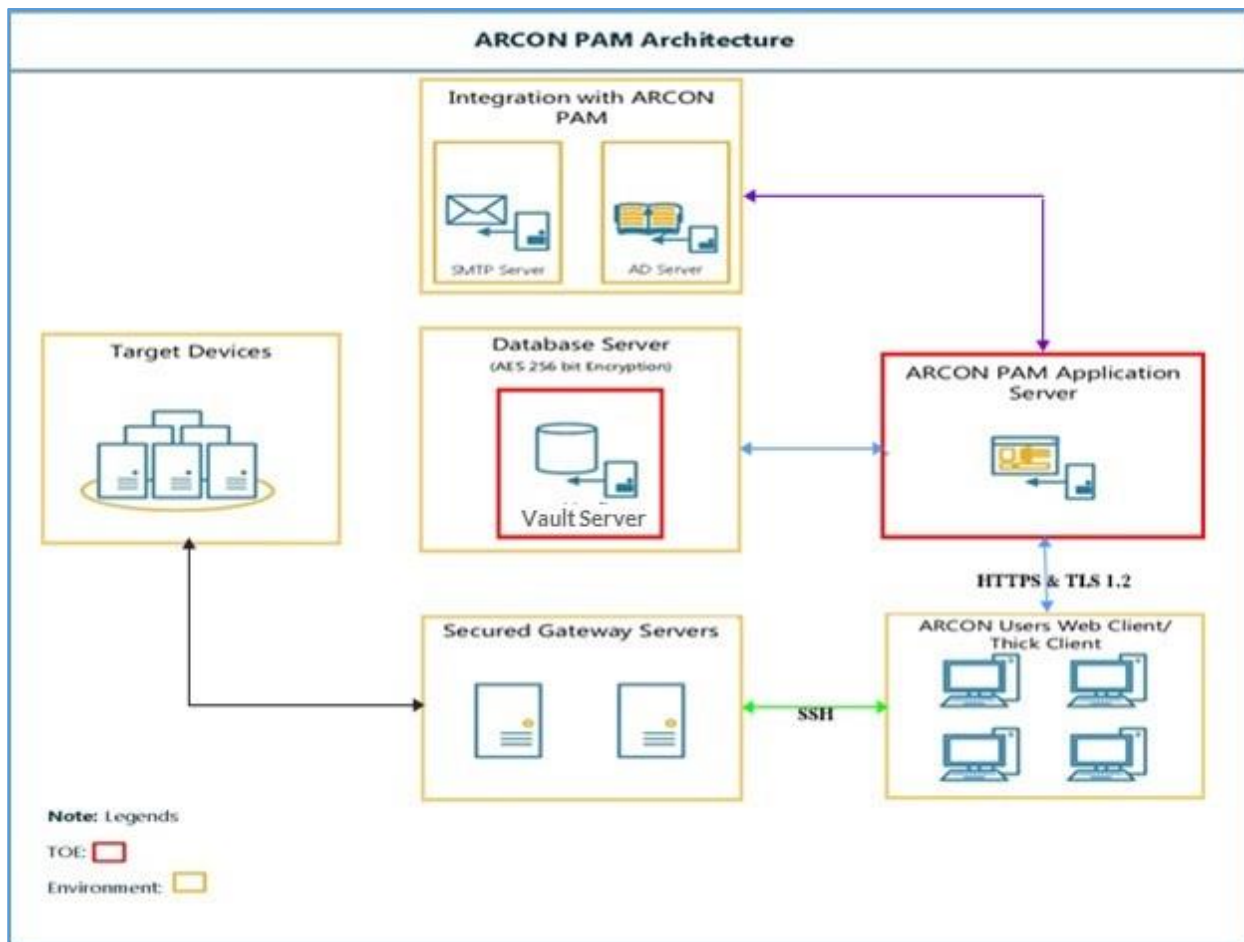 ARCON PAM Architecture
Integration with ARCON
PAM
SMTP Server
AD Server
Target Devices
Database Server
(AES 256 bit Encryption)
Vault Server
ARCON PAM Application
Server
HTTPS & TLS 1.2
Secured Gateway Servers
SSH
ARCON Users Web Client/
Thick Client
Note: Legends
TOE:
Environment: